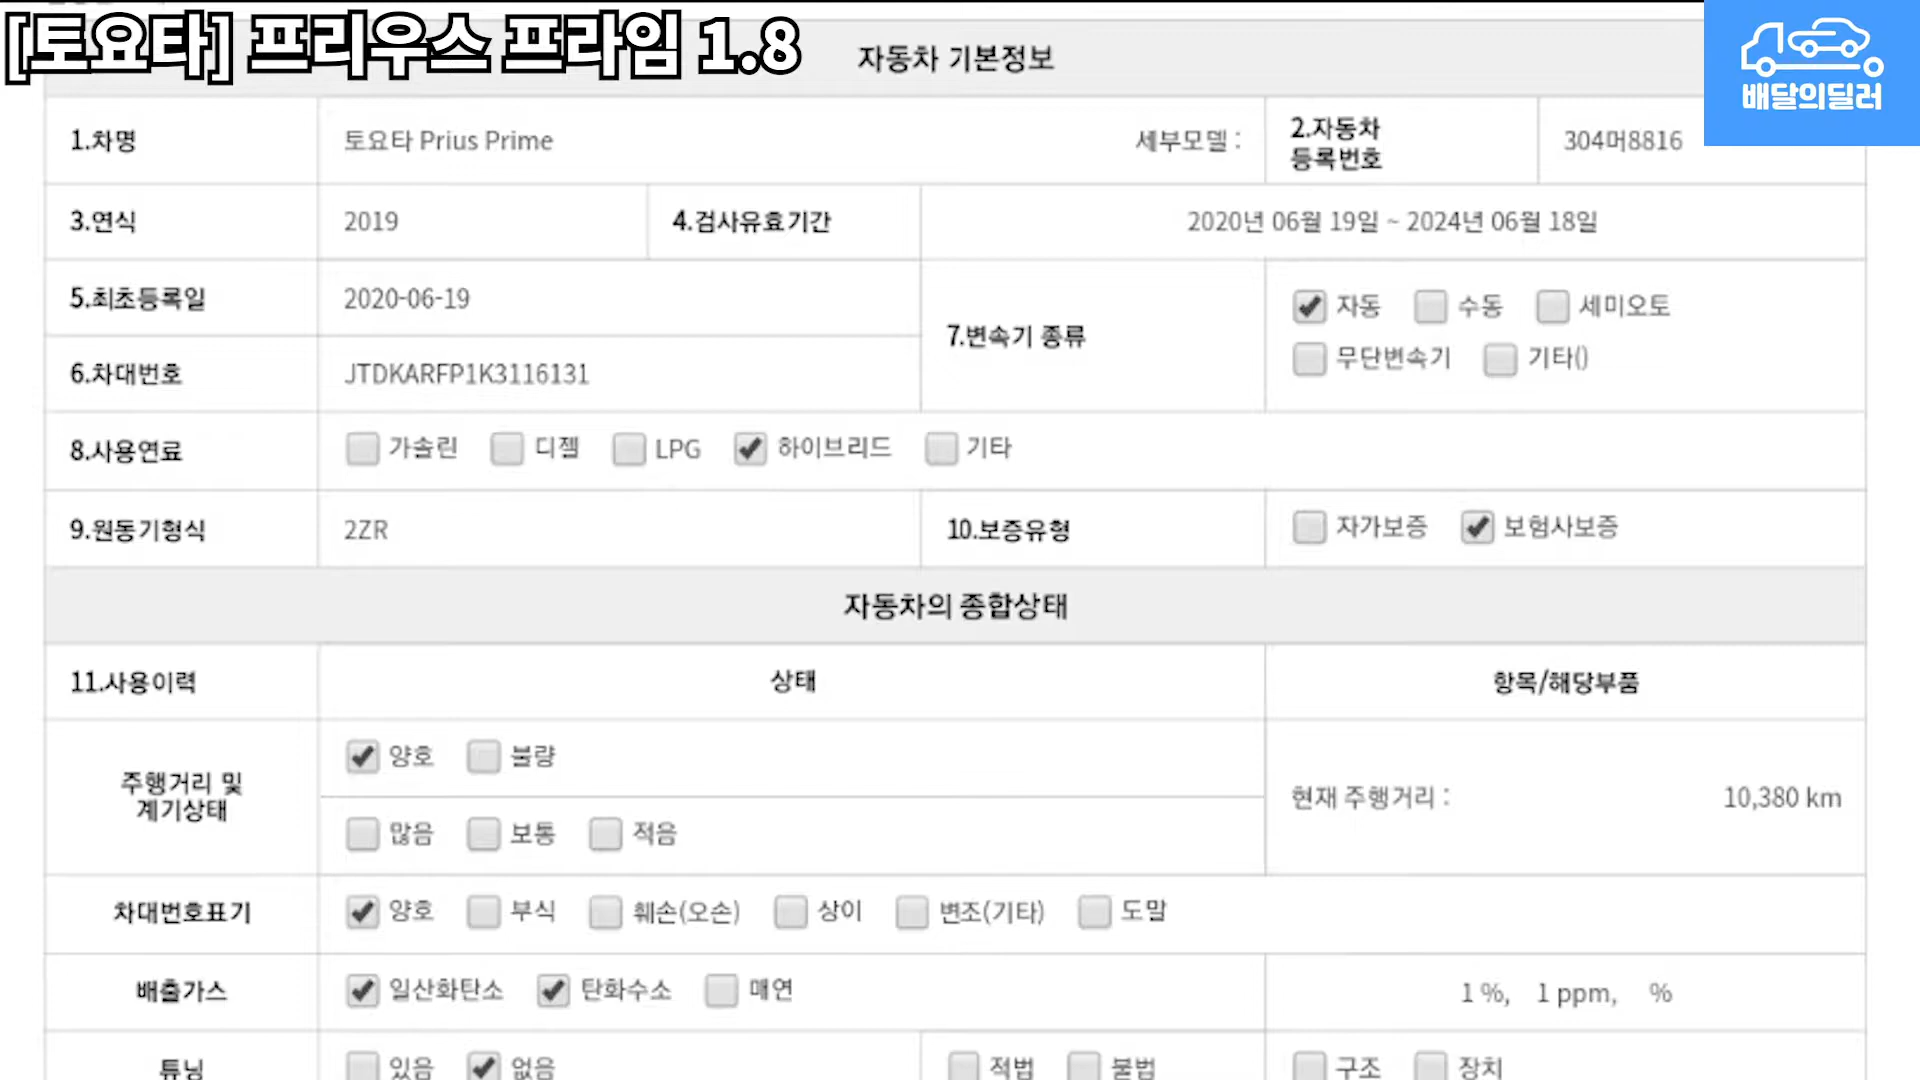 [토요타] 프리우스 프라임 1.8
자동차 기본정보
배달의딜러
1.차명
토요타 Prius Prime
세부모델 :
2.자동차
등록번호
304머8816
3.연식
2019
4.검사유효기간
2020년 06월 19일 ~ 2024년 06월 18일
5.최초등록일
2020-06-19
7.변속기 종류
자동 수동 세미오토
무단변속기 기타()
6.차대번호
JTDKARFP1K3116131
8.사용연료
가솔린 디젤 LPG 하이브리드 기타
9.원동기형식
2ZR
10.보증유형
자가보증 보험사보증
자동차의 종합상태
11.사용이력
상태
항목/해당부품
주행거리 및
계기상태
양호 불량
많음 보통 적음
현재 주행거리 :
10,380 km
차대번호표기
양호 부식 훼손(오손) 상이 변조(기타) 도말
배출가스
일산화탄소 탄화수소 매연
1 %, 1 ppm, %
튜닝
있음 없음
적법 불법
구조 장치